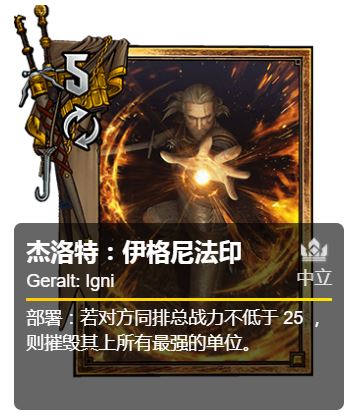 5
杰洛特：伊格尼法印
Geralt: Igni
中立
部署：若对方同排总战力不低于 25 ，
则摧毁其上所有最强的单位。